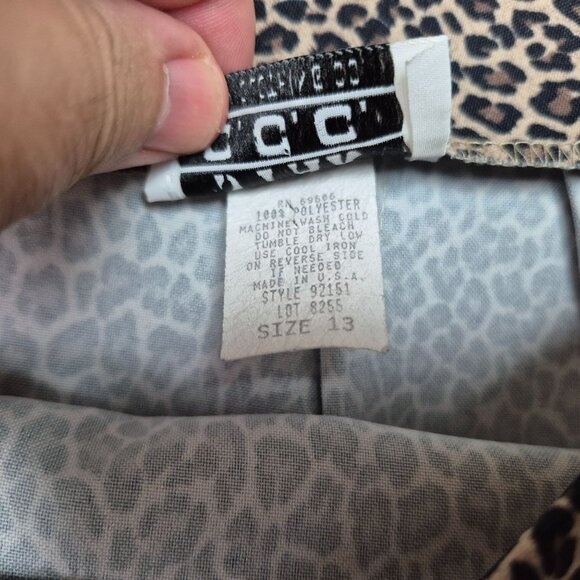 C.C.C.
RN 69606
100% POLYESTER
MACHINE WASH COLD
DO NOT BLEACH
TUMBLE DRY LOW
USE COOL IRON
ON REVERSE SIDE
IF NEEDED
MADE IN U.S.A.
STYLE 92151
LOT 8255
SIZE 13